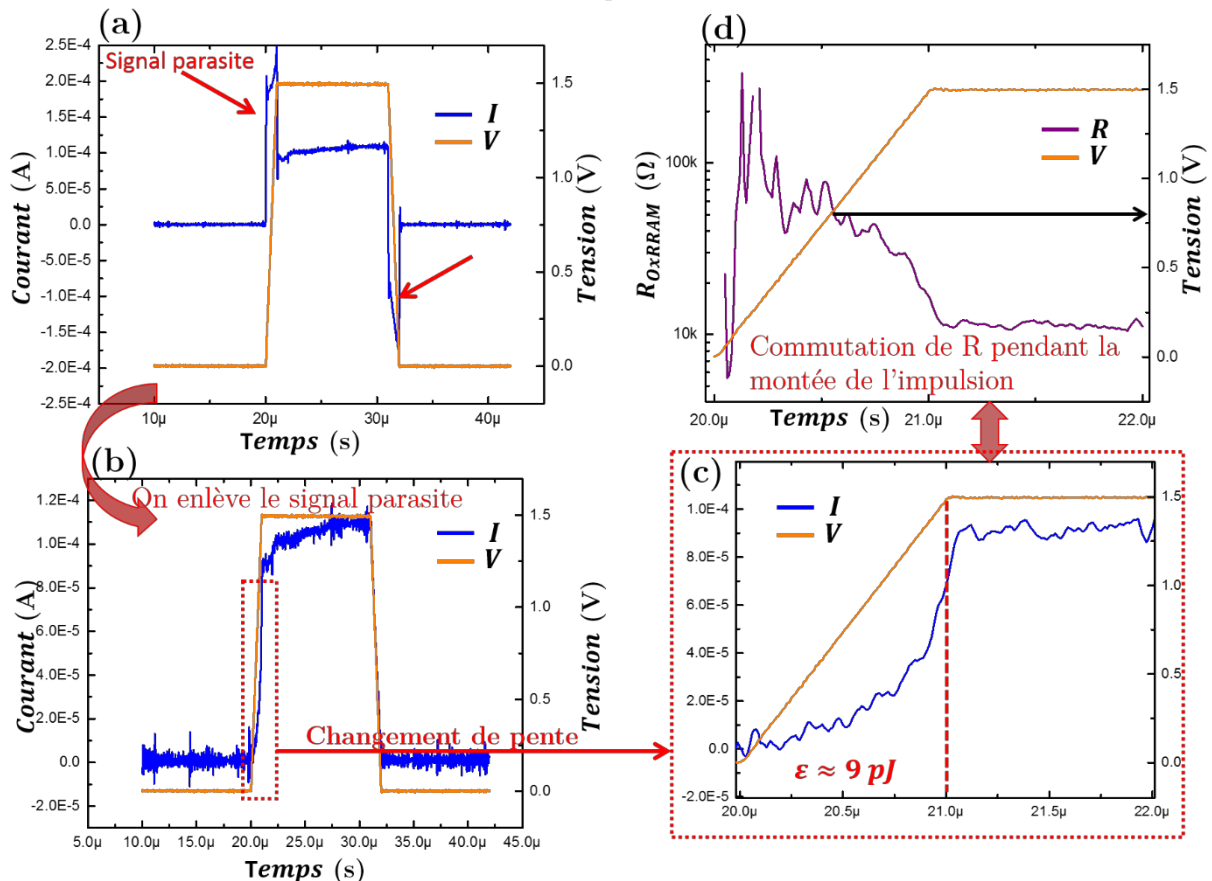 (a)
Signal parasite
I
V
2.5E-4
2.0E-4
1.5E-4
1.0E-4
5.0E-5
0.0
-5.0E-5
-1.0E-4
-1.5E-4
-2.0E-4
-2.5E-4
Courant (A)
1.5
1.0
0.5
0.0
Tension (V)
10µ 20µ 30µ 40µ
Temps (s)
(d)
R
V
100k
10k
R_OxRRAM (Ω)
1.5
1.0
0.5
0.0
Tension (V)
Commutation de R pendant la
montée de l'impulsion
20.0µ 21.0µ 22.0µ
Temps (s)
(b)
On enlève le signal parasite
I
V
1.2E-4
1.0E-4
8.0E-5
6.0E-5
4.0E-5
2.0E-5
0.0
-2.0E-5
Courant (A)
1.5
1.0
0.5
0.0
Tension (V)
Changement de pente
5.0µ 10.0µ 15.0µ 20.0µ 25.0µ 30.0µ 35.0µ 40.0µ 45.0µ
Temps (s)
(c)
I
V
1.0E-4
8.0E-5
6.0E-5
4.0E-5
2.0E-5
0.0
-2.0E-5
1.5
1.0
0.5
0.0
ε ≈ 9 pJ
20.0µ 20.5µ 21.0µ 21.5µ 22.0µ